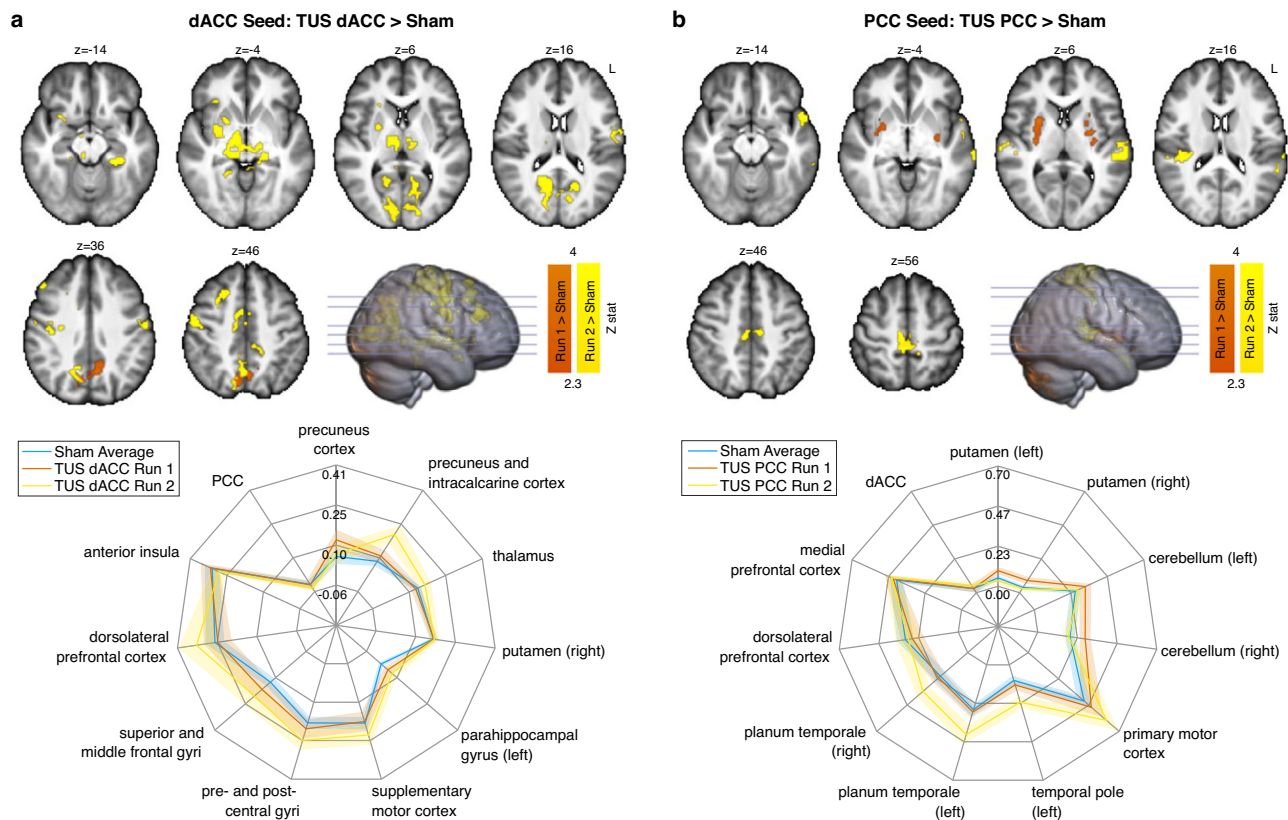 a
dACC Seed: TUS dACC > Sham
z=-14
z=-4
z=6
z=16
L
z=36
z=46
4
Run 1 > Sham
Run 2 > Sham
Z stat
2.3
Sham Average
TUS dACC Run 1
TUS dACC Run 2
precuneus
cortex
0.41
0.25
0.10
-0.06
precuneus and
intracalcarine cortex
thalamus
putamen (right)
parahippocampal
gyrus (left)
supplementary
motor cortex
pre- and post-
central gyri
superior and
middle frontal gyri
dorsolateral
prefrontal cortex
anterior insula
PCC
b
PCC Seed: TUS PCC > Sham
z=-14
z=-4
z=6
z=16
L
z=46
z=56
4
Run 1 > Sham
Run 2 > Sham
Z stat
2.3
Sham Average
TUS PCC Run 1
TUS PCC Run 2
putamen (left)
0.70
0.47
0.23
0.00
putamen (right)
cerebellum (left)
cerebellum (right)
primary motor
cortex
temporal pole
(left)
planum temporale
(left)
planum temporale
(right)
dorsolateral
prefrontal cortex
medial
prefrontal cortex
dACC